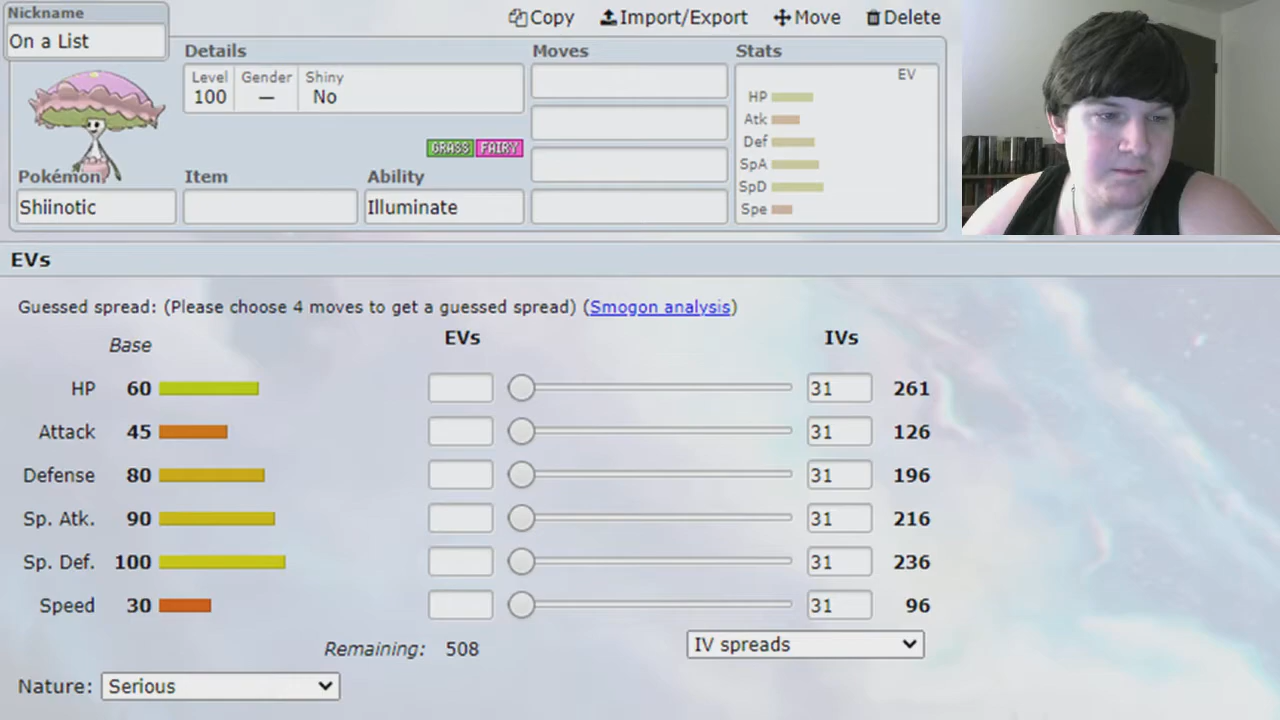 Nickname
On a List
Copy Import/Export Move Delete
Details
Level Gender Shiny
100 — No
GRASS FAIRY
Pokémon
Shiinotic
Item
Ability
Illuminate
Moves
Stats
EV
HP
Atk
Def
SpA
SpD
Spe
EVs
Guessed spread: (Please choose 4 moves to get a guessed spread) (Smogon analysis)
Base EVs IVs
HP 60 31 261
Attack 45 31 126
Defense 80 31 196
Sp. Atk. 90 31 216
Sp. Def. 100 31 236
Speed 30 31 96
Remaining: 508 IV spreads
Nature: Serious